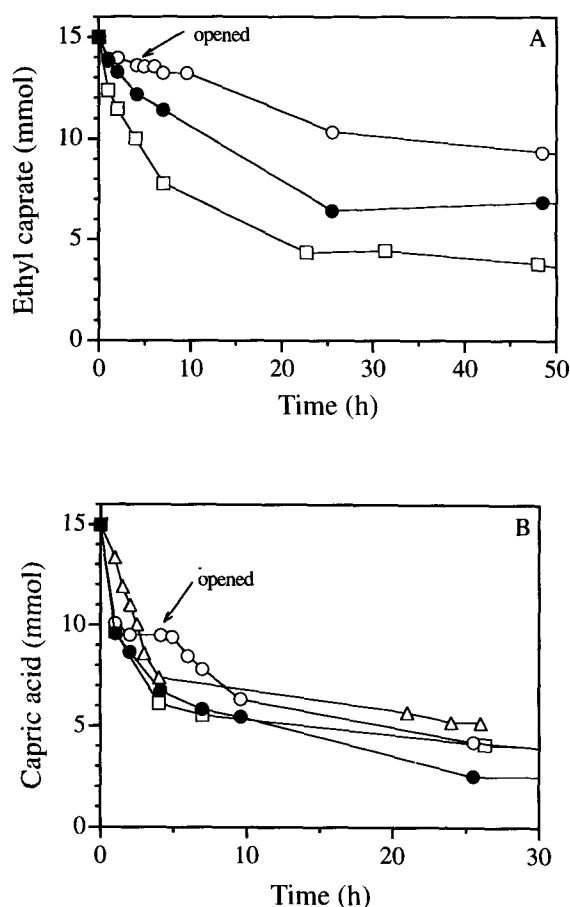 A
opened
Ethyl caprate (mmol)
15
10
5
0
0 10 20 30 40 50
Time (h)
B
opened
Capric acid (mmol)
15
10
5
0
0 10 20 30
Time (h)